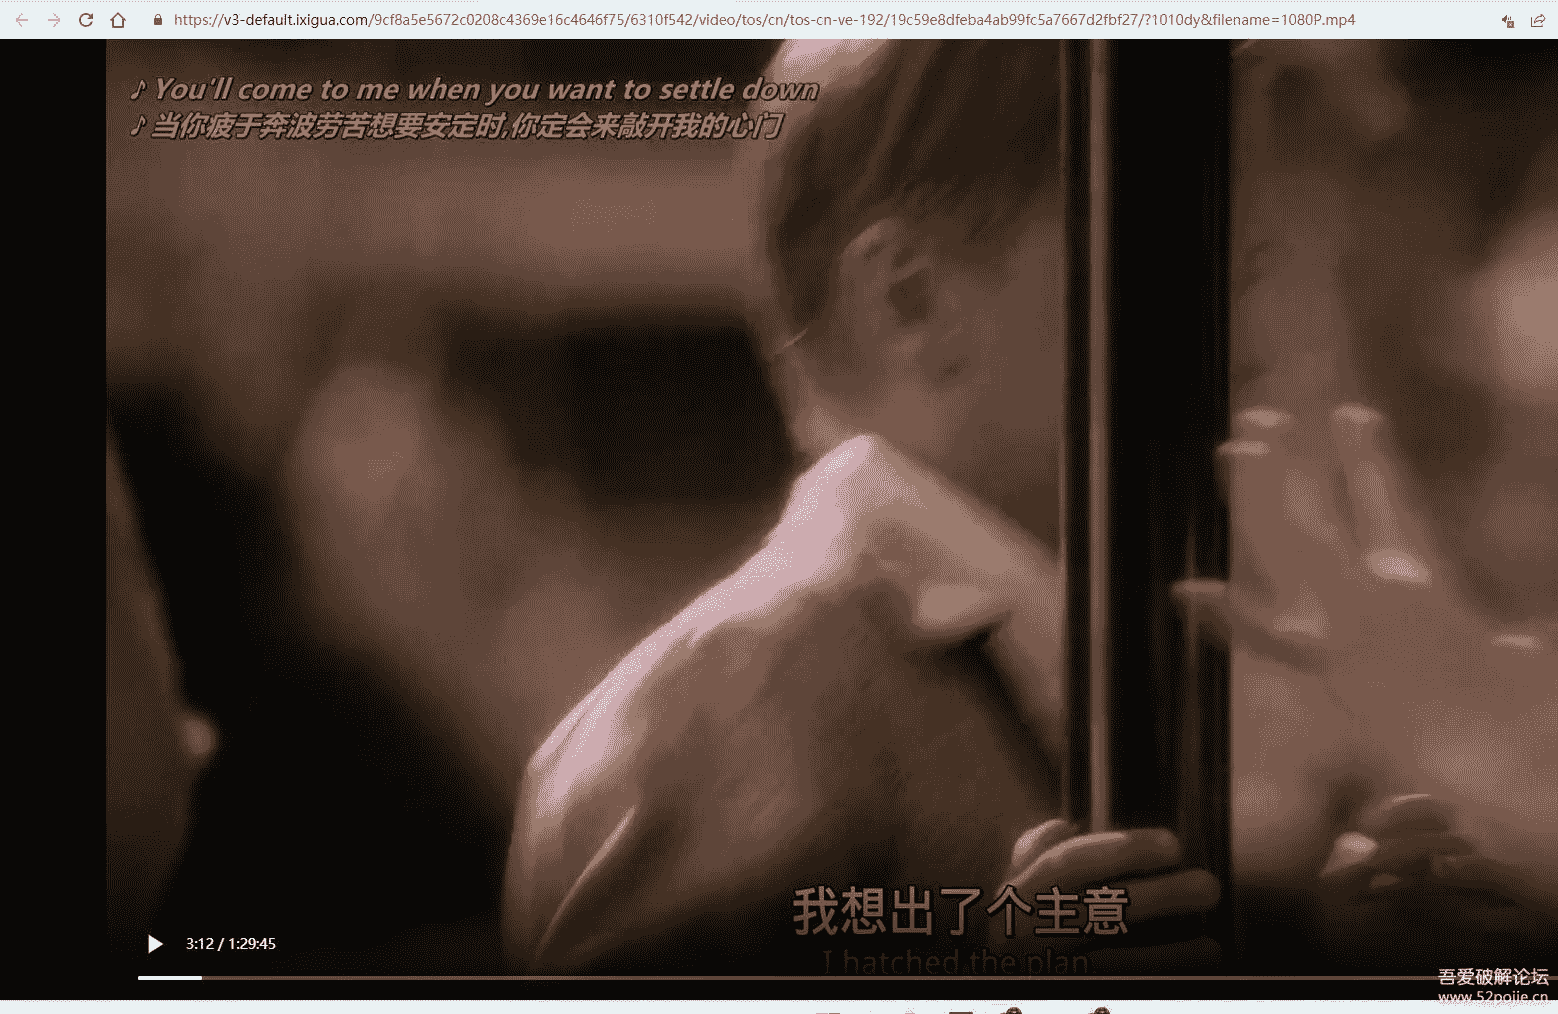 https://v3-default.ixigua.com/9cf8a5e5672c0208c4369e16c4646f75/6310f542/video/tos/cn/tos-cn-ve-192/19c59e8dfeba4ab99fc5a7667d2fbf27/?1010dy&filename=1080P.mp4
♪ You'll come to me when you want to settle down
♪ 当你疲于奔波劳苦想要安定时,你定会来敲开我的心门
我想出了个主意
I hatched the plan.
3:12 / 1:29:45
吾爱破解论坛
www.52pojie.cn